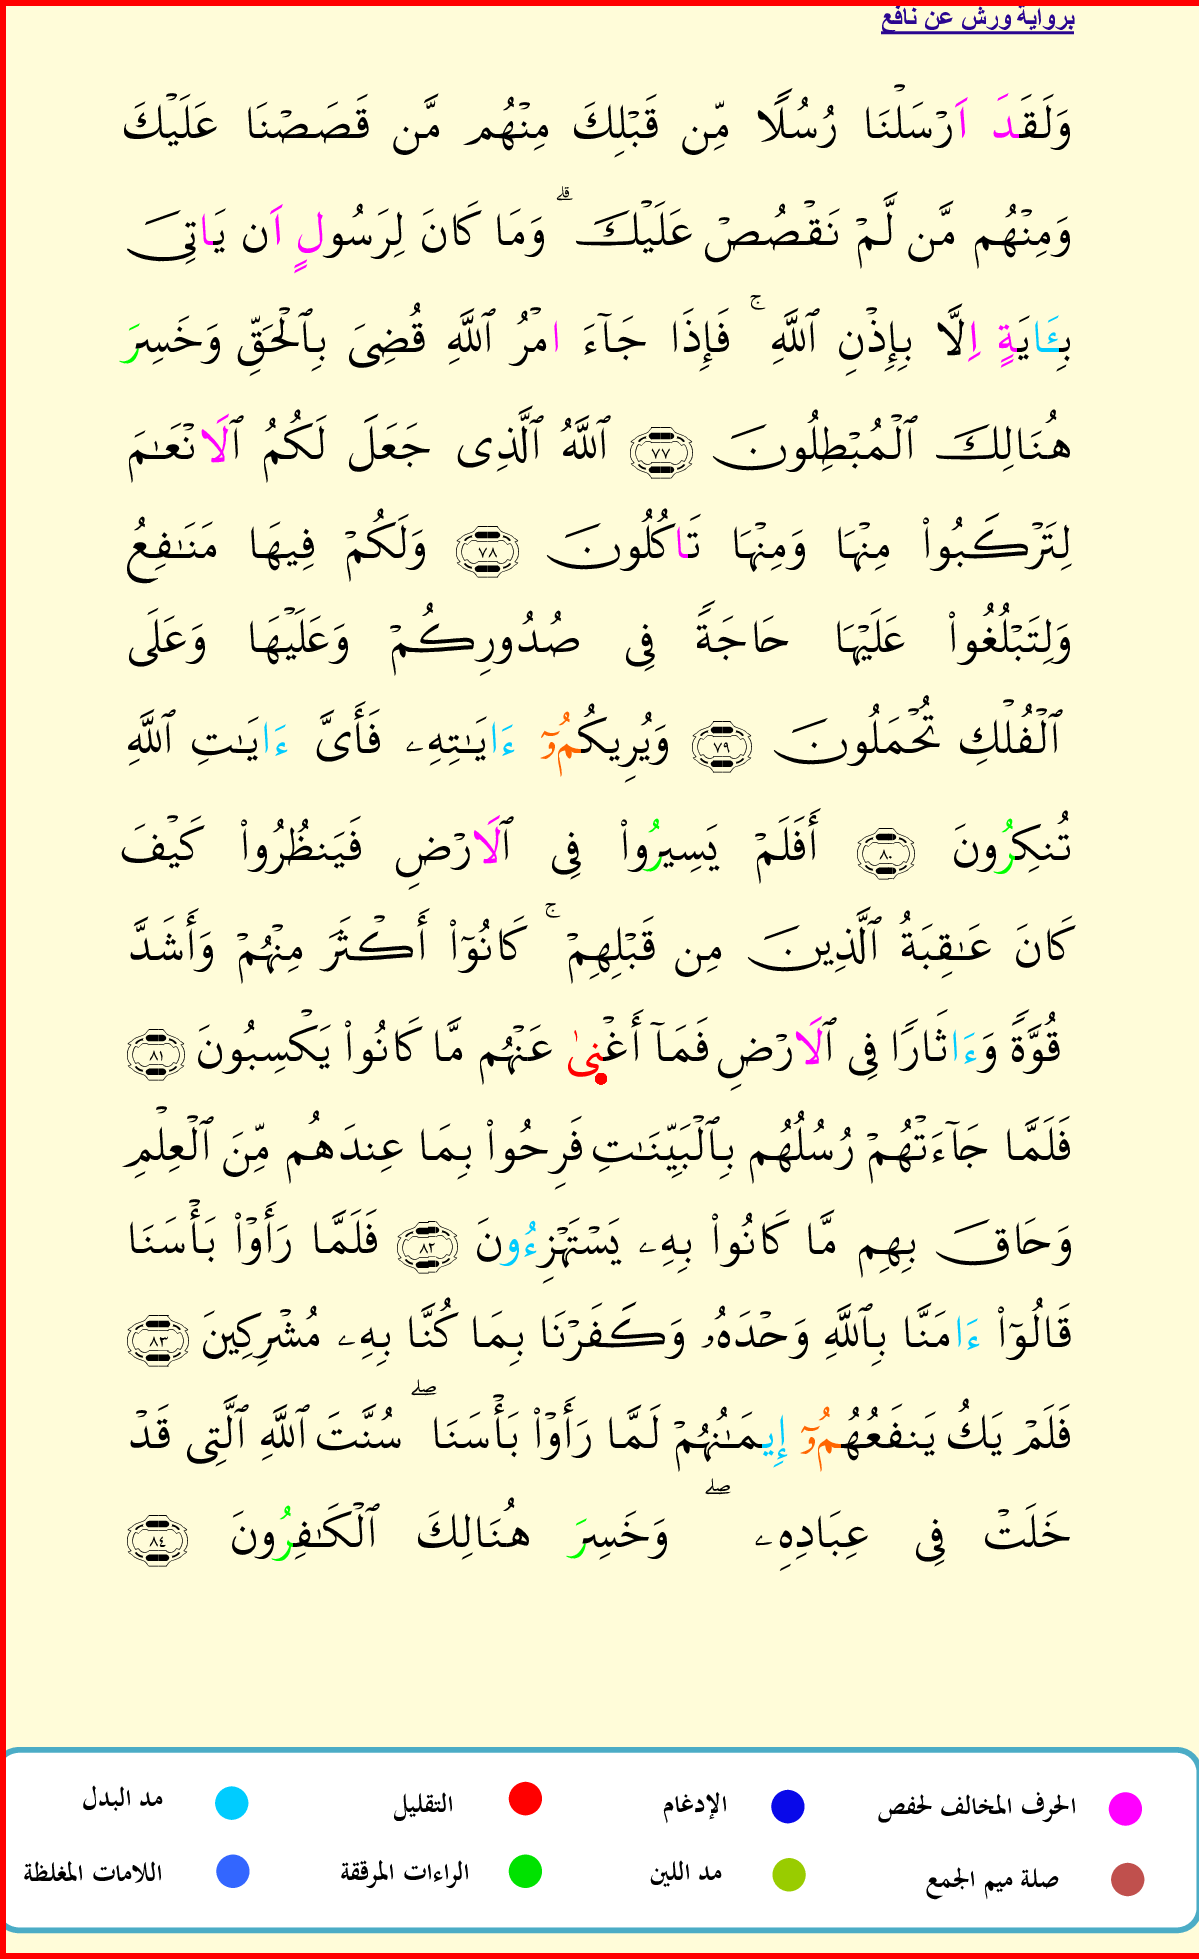 برواية ورش عن نافع
وَلَقَدَ اَرْسَلْنَا رُسُلًا مِّن قَبْلِكَ مِنْهُم مَّن قَصَصْنَا عَلَيْكَ
وَمِنْهُم مَّن لَّمْ نَقْصُصْ عَلَيْكَ ۗ وَمَا كَانَ لِرَسُولٍ اَن يَاتِىَ
بِـَٔايَةٍ اِلَّا بِإِذْنِ ٱللَّهِ ۚ فَإِذَا جَآءَ امْرُ ٱللَّهِ قُضِىَ بِٱلْحَقِّ وَخَسِرَ
هُنَالِكَ ٱلْمُبْطِلُونَ ٧٧ ٱللَّهُ ٱلَّذِى جَعَلَ لَكُمُ ٱلَانْعَـٰمَ
لِتَرْكَبُوا۟ مِنْهَا وَمِنْهَا تَاكُلُونَ ٧٨ وَلَكُمْ فِيهَا مَنَـٰفِعُ
وَلِتَبْلُغُوا۟ عَلَيْهَا حَاجَةً فِى صُدُورِكُمْ وَعَلَيْهَا وَعَلَى
ٱلْفُلْكِ تُحْمَلُونَ ٧٩ وَيُرِيكُمُوٓ ءَايَـٰتِهِۦ فَأَىَّ ءَايَـٰتِ ٱللَّهِ
تُنكِرُونَ ٨٠ أَفَلَمْ يَسِيرُوا۟ فِى ٱلَارْضِ فَيَنظُرُوا۟ كَيْفَ
كَانَ عَـٰقِبَةُ ٱلَّذِينَ مِن قَبْلِهِمْ ۚ كَانُوٓا۟ أَكْثَرَ مِنْهُمْ وَأَشَدَّ
قُوَّةً وَءَاثَارًا فِى ٱلَارْضِ فَمَآ أَغْنِىٰ عَنْهُم مَّا كَانُوا۟ يَكْسِبُونَ ٨١
فَلَمَّا جَآءَتْهُمْ رُسُلُهُم بِٱلْبَيِّنَـٰتِ فَرِحُوا۟ بِمَا عِندَهُم مِّنَ ٱلْعِلْمِ
وَحَاقَ بِهِم مَّا كَانُوا۟ بِهِۦ يَسْتَهْزِءُونَ ٨٢ فَلَمَّا رَأَوْا۟ بَأْسَنَا
قَالُوٓا۟ ءَامَنَّا بِٱللَّهِ وَحْدَهُۥ وَكَفَرْنَا بِمَا كُنَّا بِهِۦ مُشْرِكِينَ ٨٣
فَلَمْ يَكُ يَنفَعُهُمُوٓ إِيمَـٰنُهُمْ لَمَّا رَأَوْا۟ بَأْسَنَا ۖ سُنَّتَ ٱللَّهِ ٱلَّتِى قَدْ
خَلَتْ فِى عِبَادِهِۦ ۖ وَخَسِرَ هُنَالِكَ ٱلْكَـٰفِرُونَ ٨٤
الحرف المخالف لحفص الإدغام التقليل مد البدل
صلة ميم الجمع مد اللين الراءات المرققة اللامات المغلظة